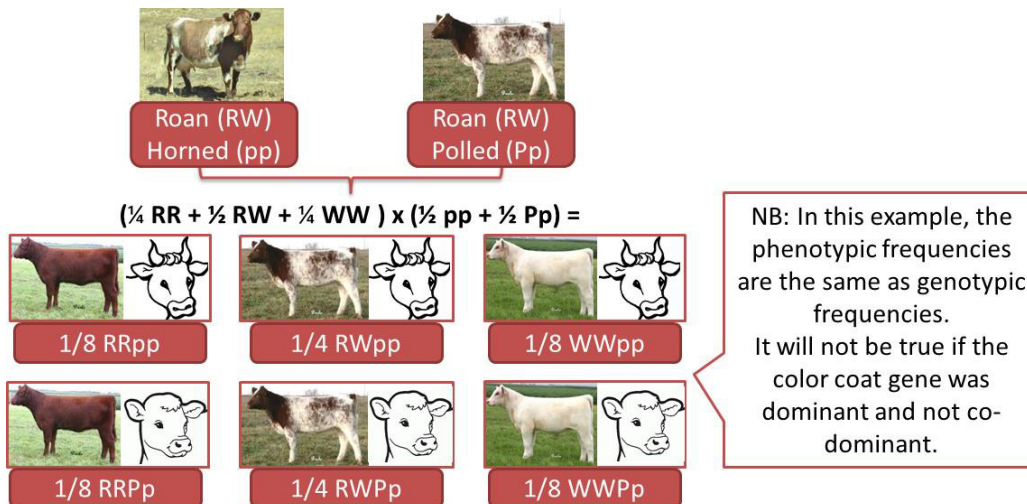 Roan (RW)
Horned (pp)
Roan (RW)
Polled (Pp)
(¼ RR + ½ RW + ¼ WW ) x (½ pp + ½ Pp) =
1/8 RRpp
1/4 RWpp
1/8 WWpp
1/8 RRPp
1/4 RWPp
1/8 WWPp
NB: In this example, the
phenotypic frequencies
are the same as genotypic
frequencies.
It will not be true if the
color coat gene was
dominant and not co-
dominant.